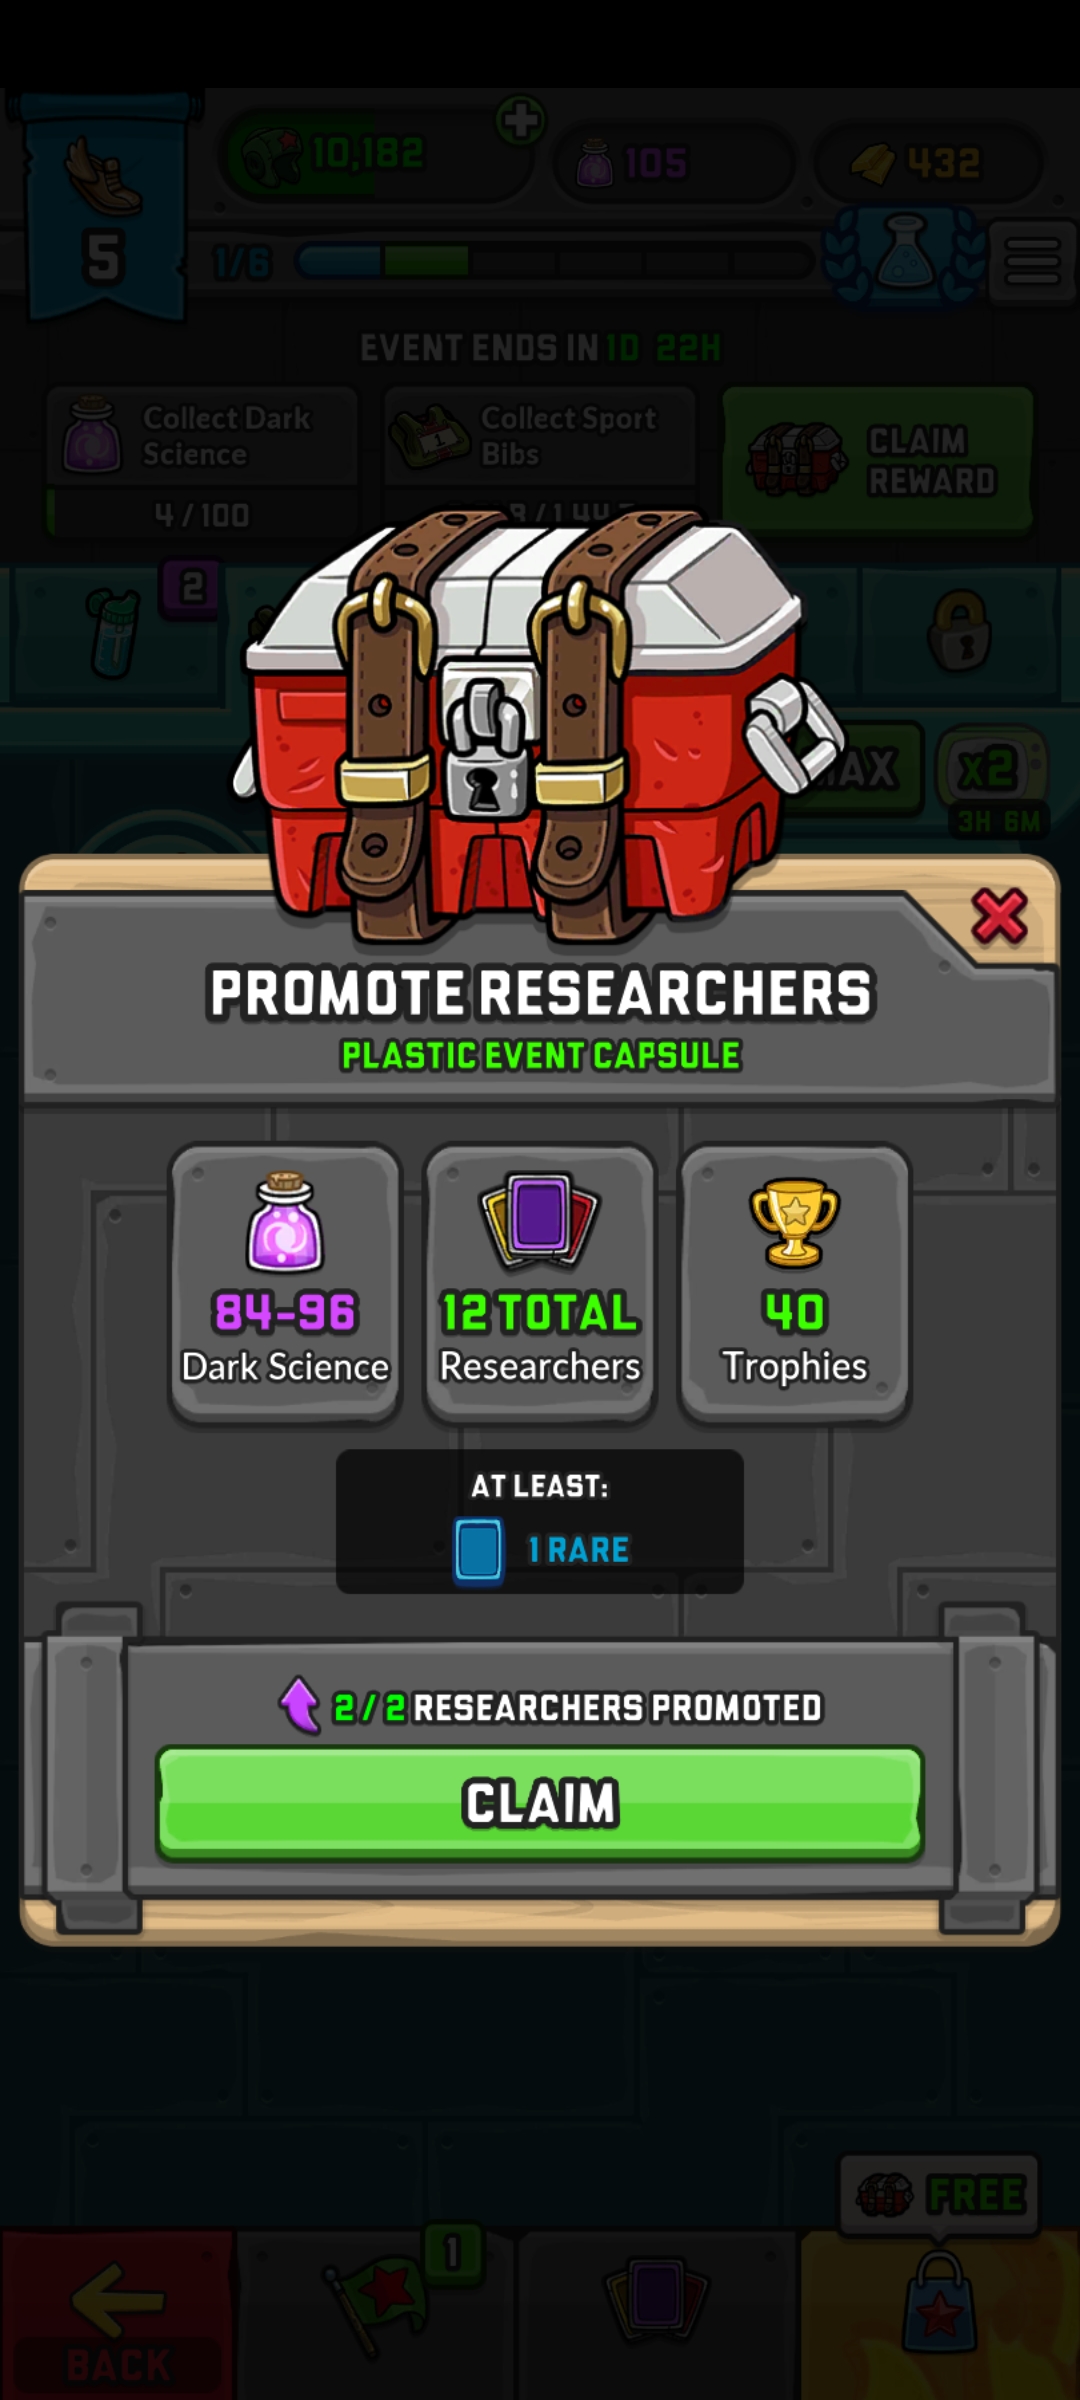 10,182
105
432
5
1/6
EVENT ENDS IN 1D 22H
Collect Dark
Science
4/100
Collect Sport
Bibs
CLAIM
REWARD
2
x2
3H 6M
PROMOTE RESEARCHERS
PLASTIC EVENT CAPSULE
84-96
Dark Science
12 TOTAL
Researchers
40
Trophies
AT LEAST:
1 RARE
2/2 RESEARCHERS PROMOTED
CLAIM
FREE
1
BACK